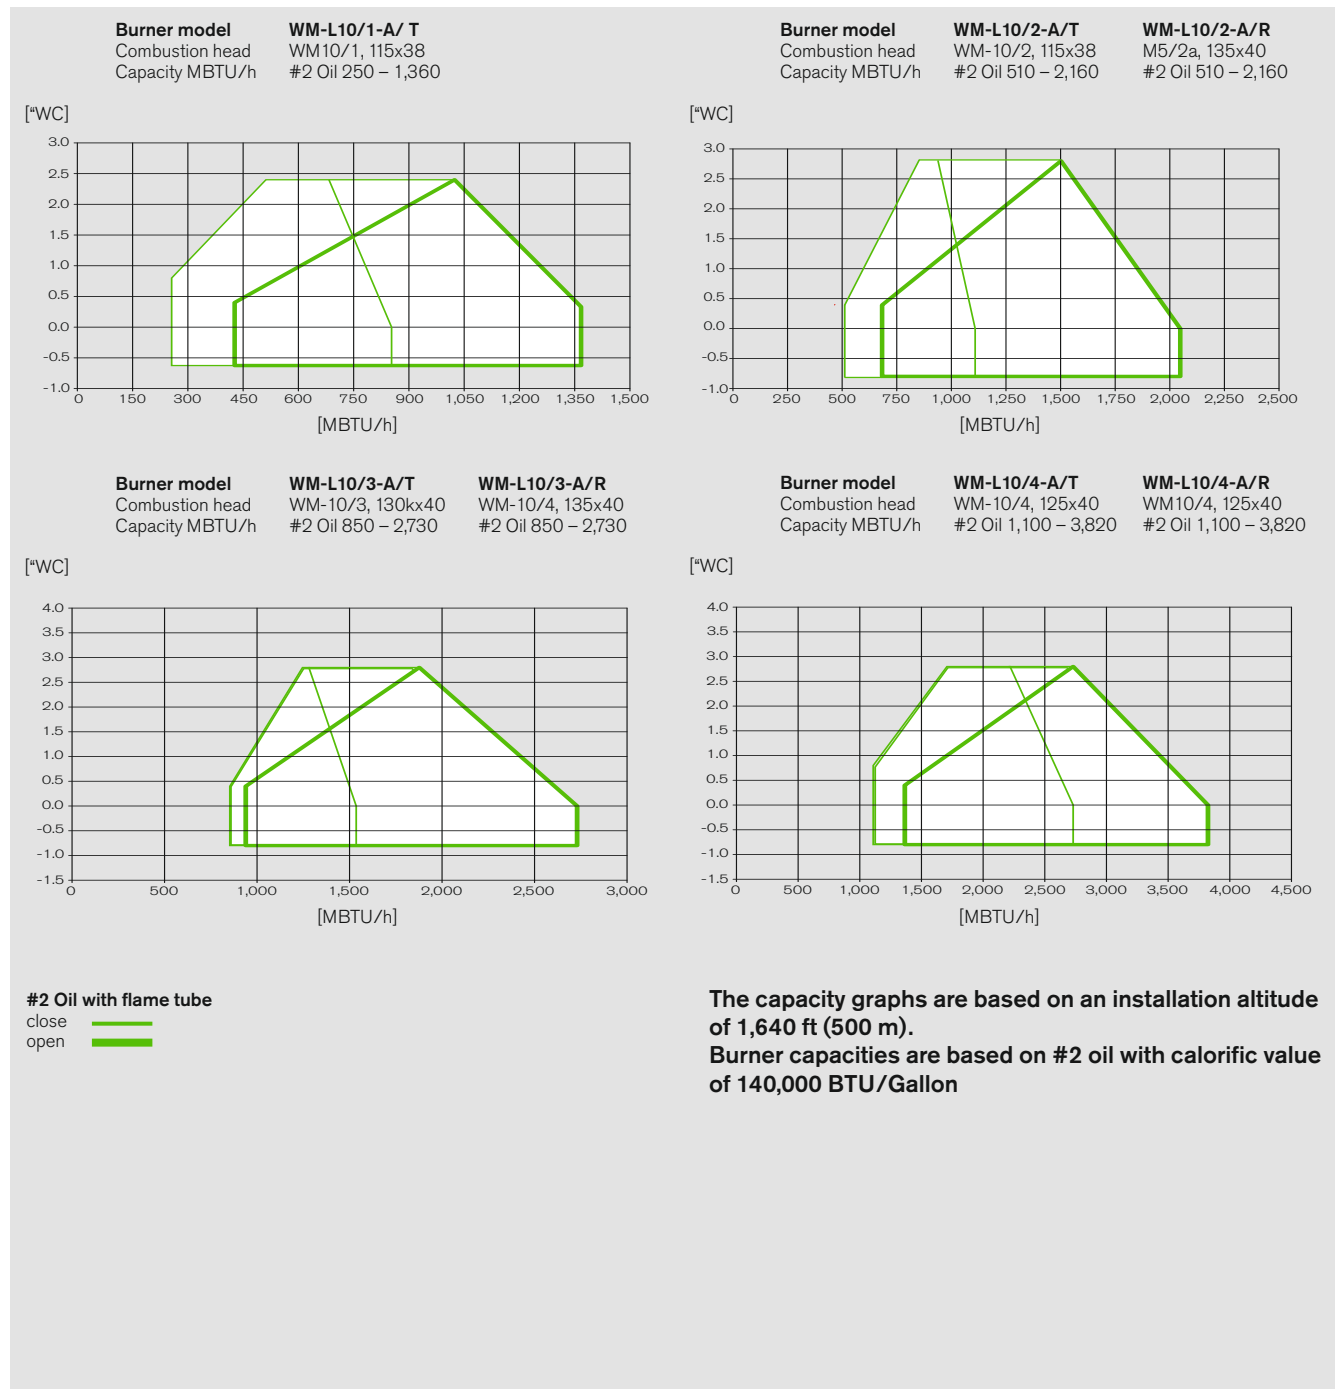 Burner model WM-L10/1-A/ T
Combustion head WM10/1, 115x38
Capacity MBTU/h #2 Oil 250 – 1,360
[“WC]
3.0
2.5
2.0
1.5
1.0
0.5
0.0
-0.5
-1.0
0 150 300 450 600 750 900 1,050 1,200 1,350 1,500
[MBTU/h]
Burner model WM-L10/2-A/T WM-L10/2-A/R
Combustion head WM-10/2, 115x38 M5/2a, 135x40
Capacity MBTU/h #2 Oil 510 – 2,160 #2 Oil 510 – 2,160
[“WC]
3.0
2.5
2.0
1.5
1.0
0.5
0.0
-0.5
-1.0
0 250 500 750 1,000 1,250 1,500 1,750 2,000 2,250 2,500
[MBTU/h]
Burner model WM-L10/3-A/T WM-L10/3-A/R
Combustion head WM-10/3, 130kx40 WM-10/4, 135x40
Capacity MBTU/h #2 Oil 850 – 2,730 #2 Oil 850 – 2,730
[“WC]
4.0
3.5
3.0
2.5
2.0
1.5
1.0
0.5
0.0
-0.5
-1.0
-1.5
0 500 1,000 1,500 2,000 2,500 3,000
[MBTU/h]
Burner model WM-L10/4-A/T WM-L10/4-A/R
Combustion head WM-10/4, 125x40 WM10/4, 125x40
Capacity MBTU/h #2 Oil 1,100 – 3,820 #2 Oil 1,100 – 3,820
[“WC]
4.0
3.5
3.0
2.5
2.0
1.5
1.0
0.5
0.0
-0.5
-1.0
-1.5
0 500 1,000 1,500 2,000 2,500 3,000 3,500 4,000 4,500
[MBTU/h]
#2 Oil with flame tube
close
open
The capacity graphs are based on an installation altitude
of 1,640 ft (500 m).
Burner capacities are based on #2 oil with calorific value
of 140,000 BTU/Gallon